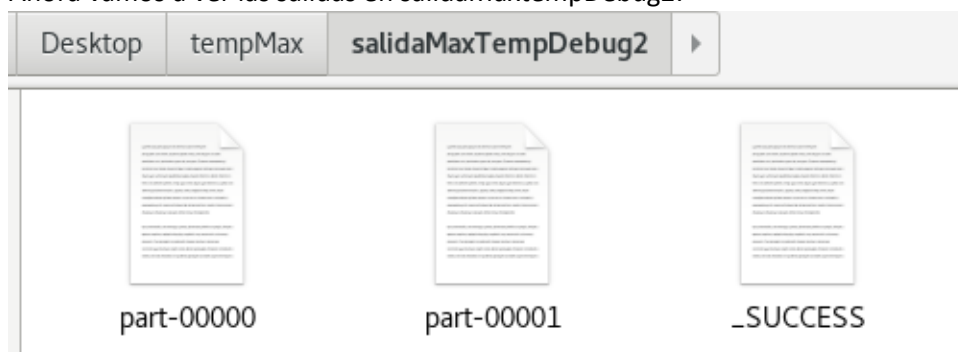 Ahora vamos a ver las salidas en salidamaxtempDebug2:
Desktop tempMax salidaMaxTempDebug2
part-00000 part-00001 _SUCCESS